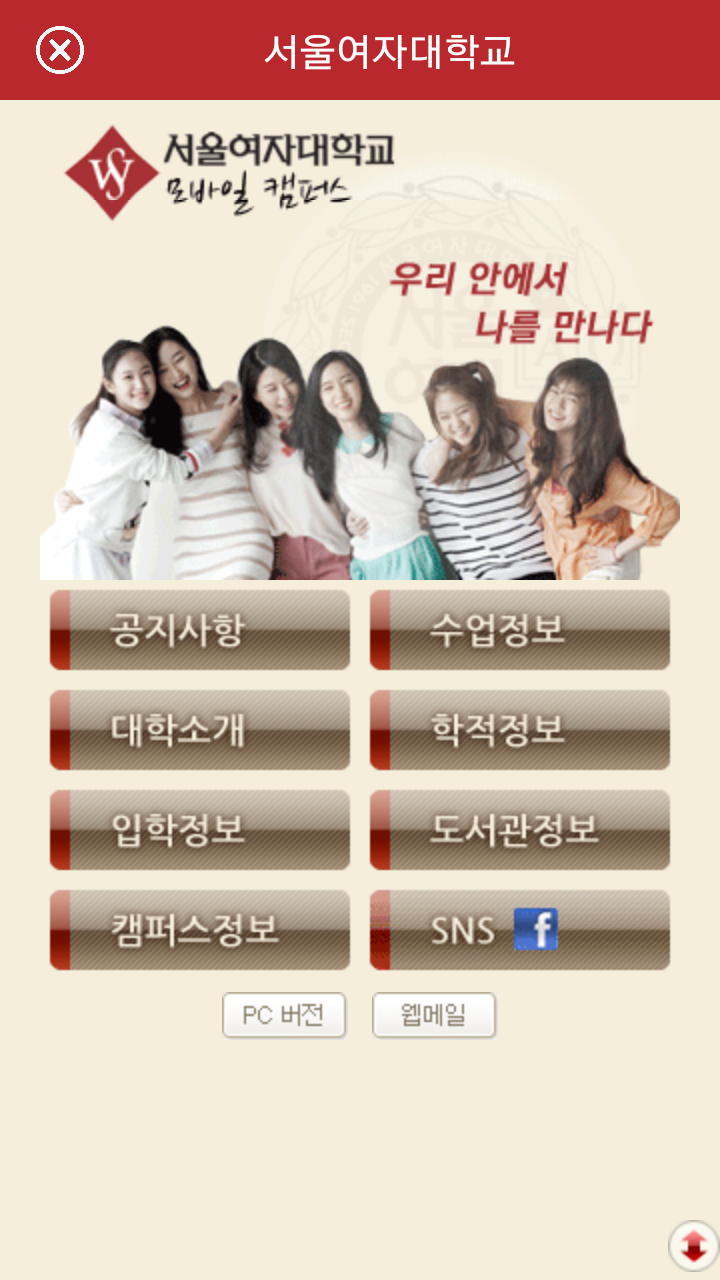 서울여자대학교
서울여자대학교
모바일 캠퍼스
우리 안에서
나를 만나다
공지사항
수업정보
대학소개
학적정보
입학정보
도서관정보
캠퍼스정보
SNS f
PC 버전
웹메일